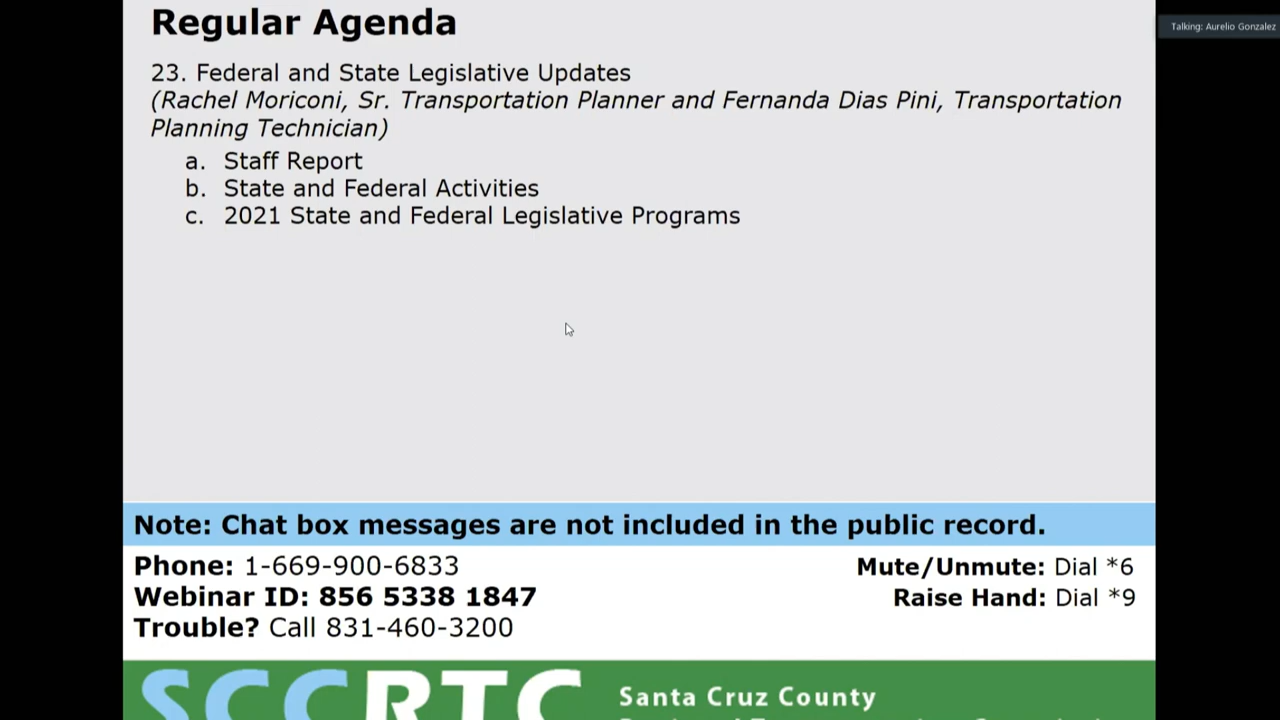 Regular Agenda
Talking: Aurelio Gonzalez
23. Federal and State Legislative Updates
(Rachel Moriconi, Sr. Transportation Planner and Fernanda Dias Pini, Transportation
Planning Technician)
a. Staff Report
b. State and Federal Activities
c. 2021 State and Federal Legislative Programs
Note: Chat box messages are not included in the public record.
Phone: 1-669-900-6833
Mute/Unmute: Dial *6
Webinar ID: 856 5338 1847
Raise Hand: Dial *9
Trouble? Call 831-460-3200
SCCRTC
Santa Cruz County